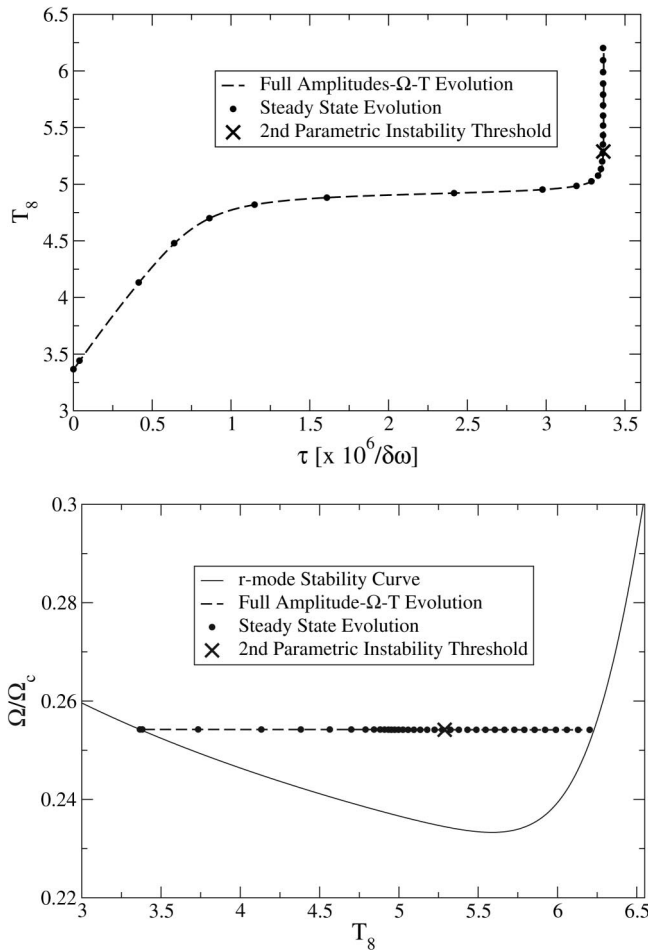 6.5
6
5.5
5
4.5
4
3.5
3
T₈
Full Amplitudes-Ω-T Evolution
Steady State Evolution
2nd Parametric Instability Threshold
0 0.5 1 1.5 2 2.5 3 3.5
τ [x 10⁶/δω]
0.3
0.28
0.26
0.24
0.22
Ω/Ω_c
r-mode Stability Curve
Full Amplitude-Ω-T Evolution
Steady State Evolution
2nd Parametric Instability Threshold
3 3.5 4 4.5 5 5.5 6 6.5
T₈